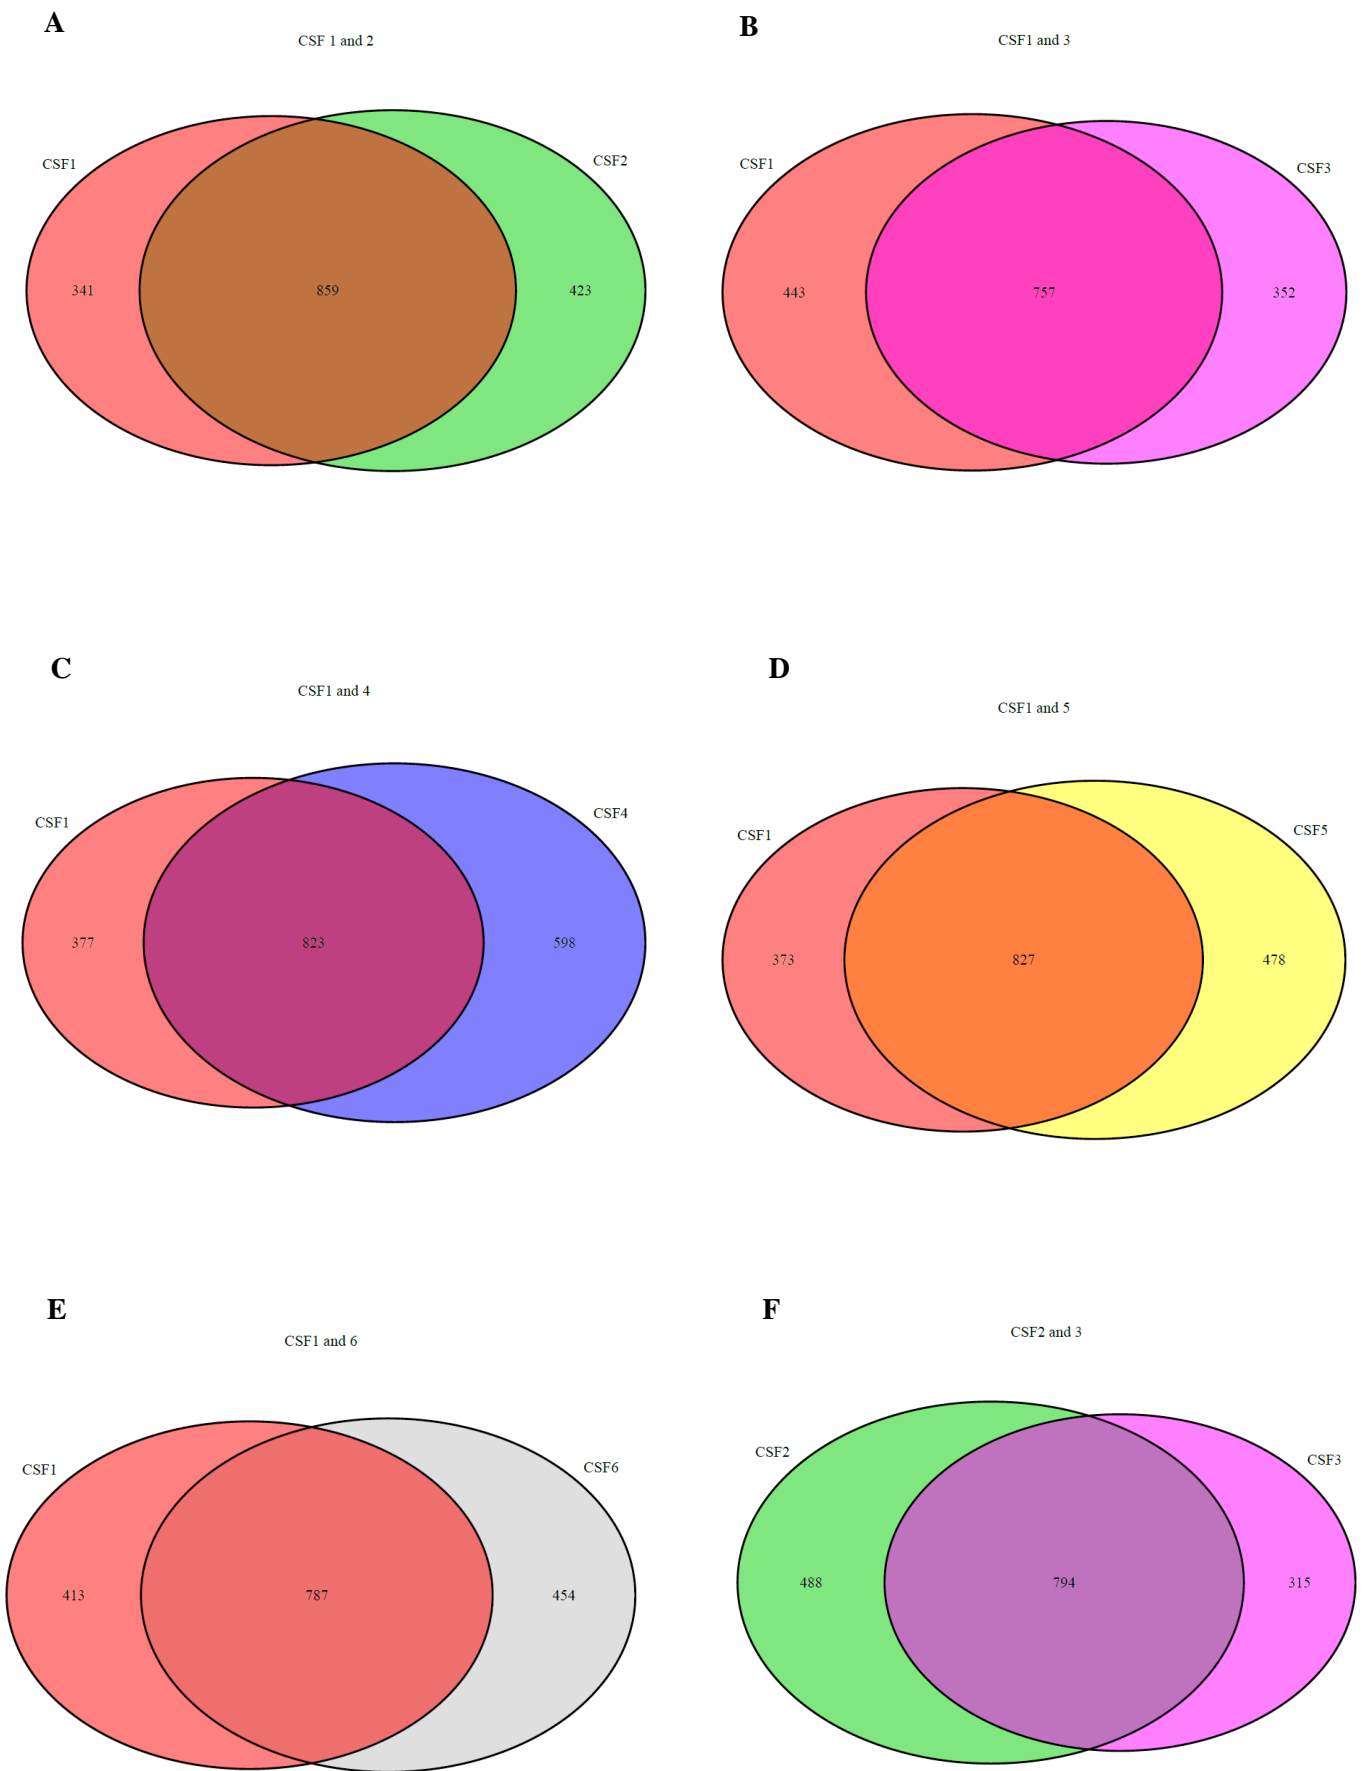 A
CSF 1 and 2
CSF1
CSF2
341
859
423
B
CSF1 and 3
CSF1
CSF3
443
757
352
C
CSF1 and 4
CSF1
CSF4
377
823
598
D
CSF1 and 5
CSF1
CSF5
373
827
478
E
CSF1 and 6
CSF1
CSF6
413
787
454
F
CSF2 and 3
CSF2
CSF3
488
794
315